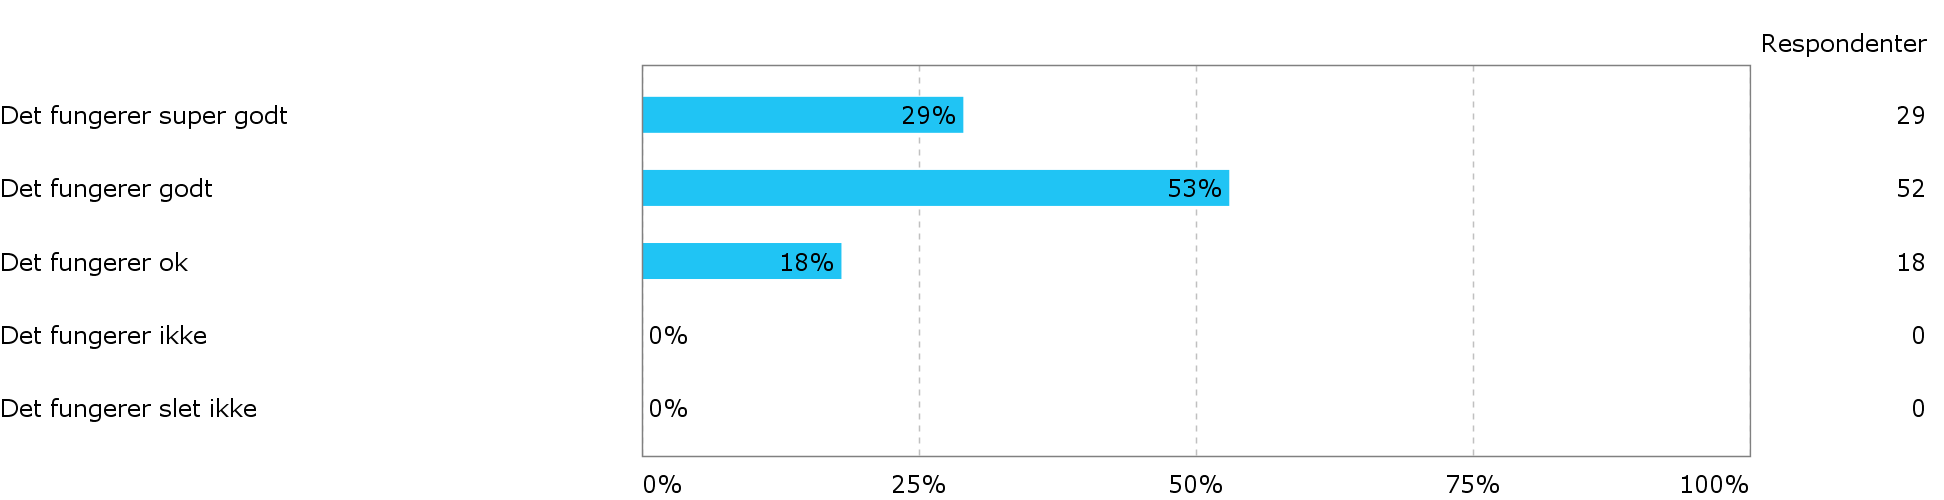 Respondenter
Det fungerer super godt 29% 29
Det fungerer godt 53% 52
Det fungerer ok 18% 18
Det fungerer ikke 0% 0
Det fungerer slet ikke 0% 0
0% 25% 50% 75% 100%